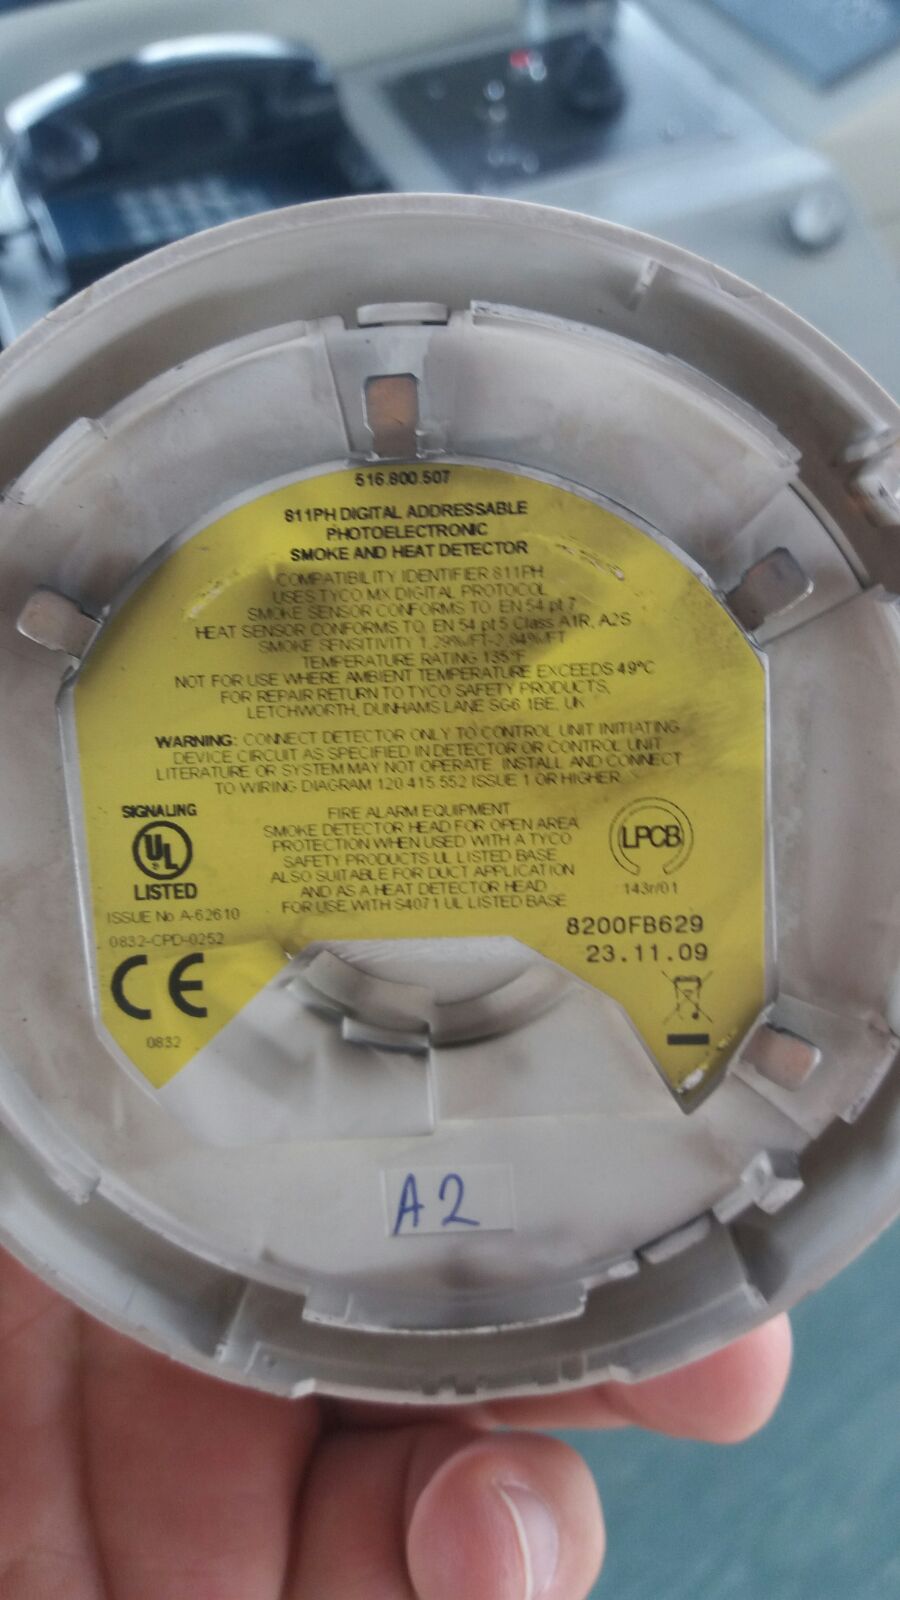 516.800.507
811PH DIGITAL ADDRESSABLE
PHOTOELECTRONIC
SMOKE AND HEAT DETECTOR
COMPATIBILITY IDENTIFIER 811PH
USES TYCO MX DIGITAL PROTOCOL
SMOKE SENSOR CONFORMS TO EN 54 pt 7
HEAT SENSOR CONFORMS TO EN 54 pt 5 Class A1R, A2S
SMOKE SENSITIVITY 1.29%/FT-2.84%/FT
TEMPERATURE RATING 135°F
NOT FOR USE WHERE AMBIENT TEMPERATURE EXCEEDS 49°C
FOR REPAIR RETURN TO TYCO SAFETY PRODUCTS,
LETCHWORTH, DUNHAMS LANE SG6 1BE, UK
WARNING: CONNECT DETECTOR ONLY TO CONTROL UNIT INITIATING
DEVICE CIRCUIT AS SPECIFIED IN DETECTOR OR CONTROL UNIT
LITERATURE OR SYSTEM MAY NOT OPERATE. INSTALL AND CONNECT
TO WIRING DIAGRAM 120.415.552 ISSUE 1 OR HIGHER
SIGNALING
UL
LISTED
ISSUE No A-62610
0832-CPD-0252
CE
0832
FIRE ALARM EQUIPMENT
SMOKE DETECTOR HEAD FOR OPEN AREA
PROTECTION WHEN USED WITH A TYCO
SAFETY PRODUCTS UL LISTED BASE
ALSO SUITABLE FOR DUCT APPLICATION
AND AS A HEAT DETECTOR HEAD
FOR USE WITH S4071 UL LISTED BASE
LPCB
143r/01
8200FB629
23.11.09
A2